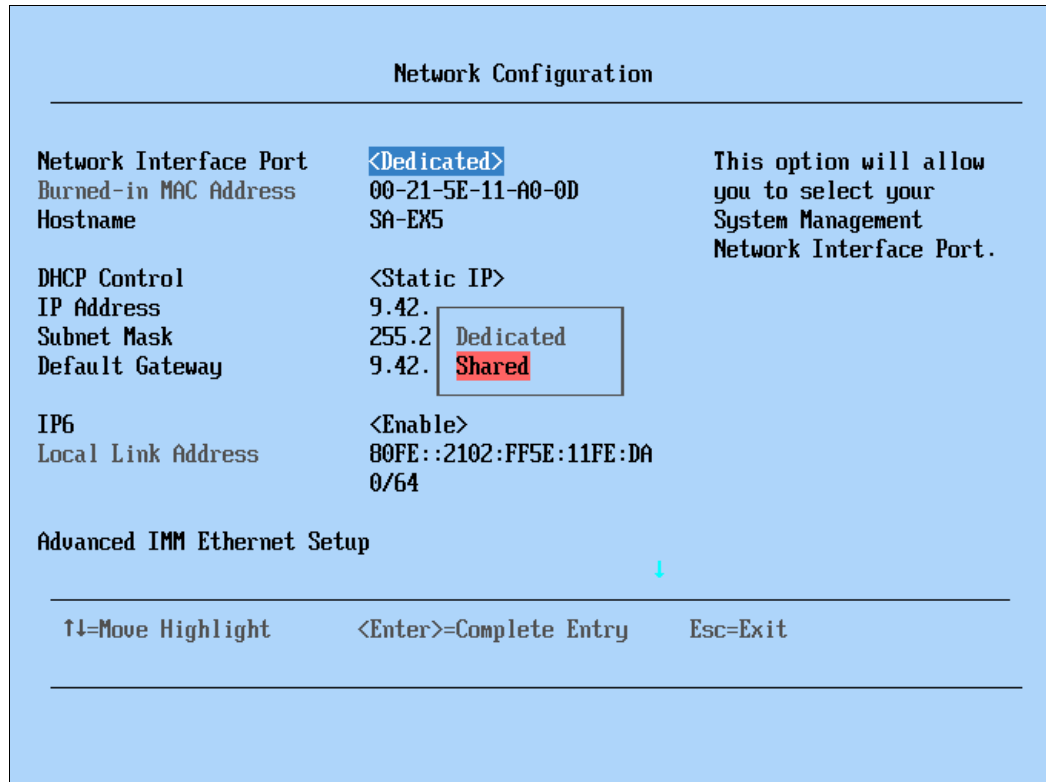 Network Configuration
Network Interface Port <Dedicated> This option will allow
Burned-in MAC Address 00-21-5E-11-A0-0D you to select your
Hostname SA-EX5 System Management
Network Interface Port.
DHCP Control <Static IP>
IP Address 9.42.
Subnet Mask 255.2 Dedicated
Default Gateway 9.42. Shared
IP6 <Enable>
Local Link Address 80FE::2102:FF5E:11FE:DA
0/64
Advanced IMM Ethernet Setup
↓
↑↓=Move Highlight <Enter>=Complete Entry Esc=Exit